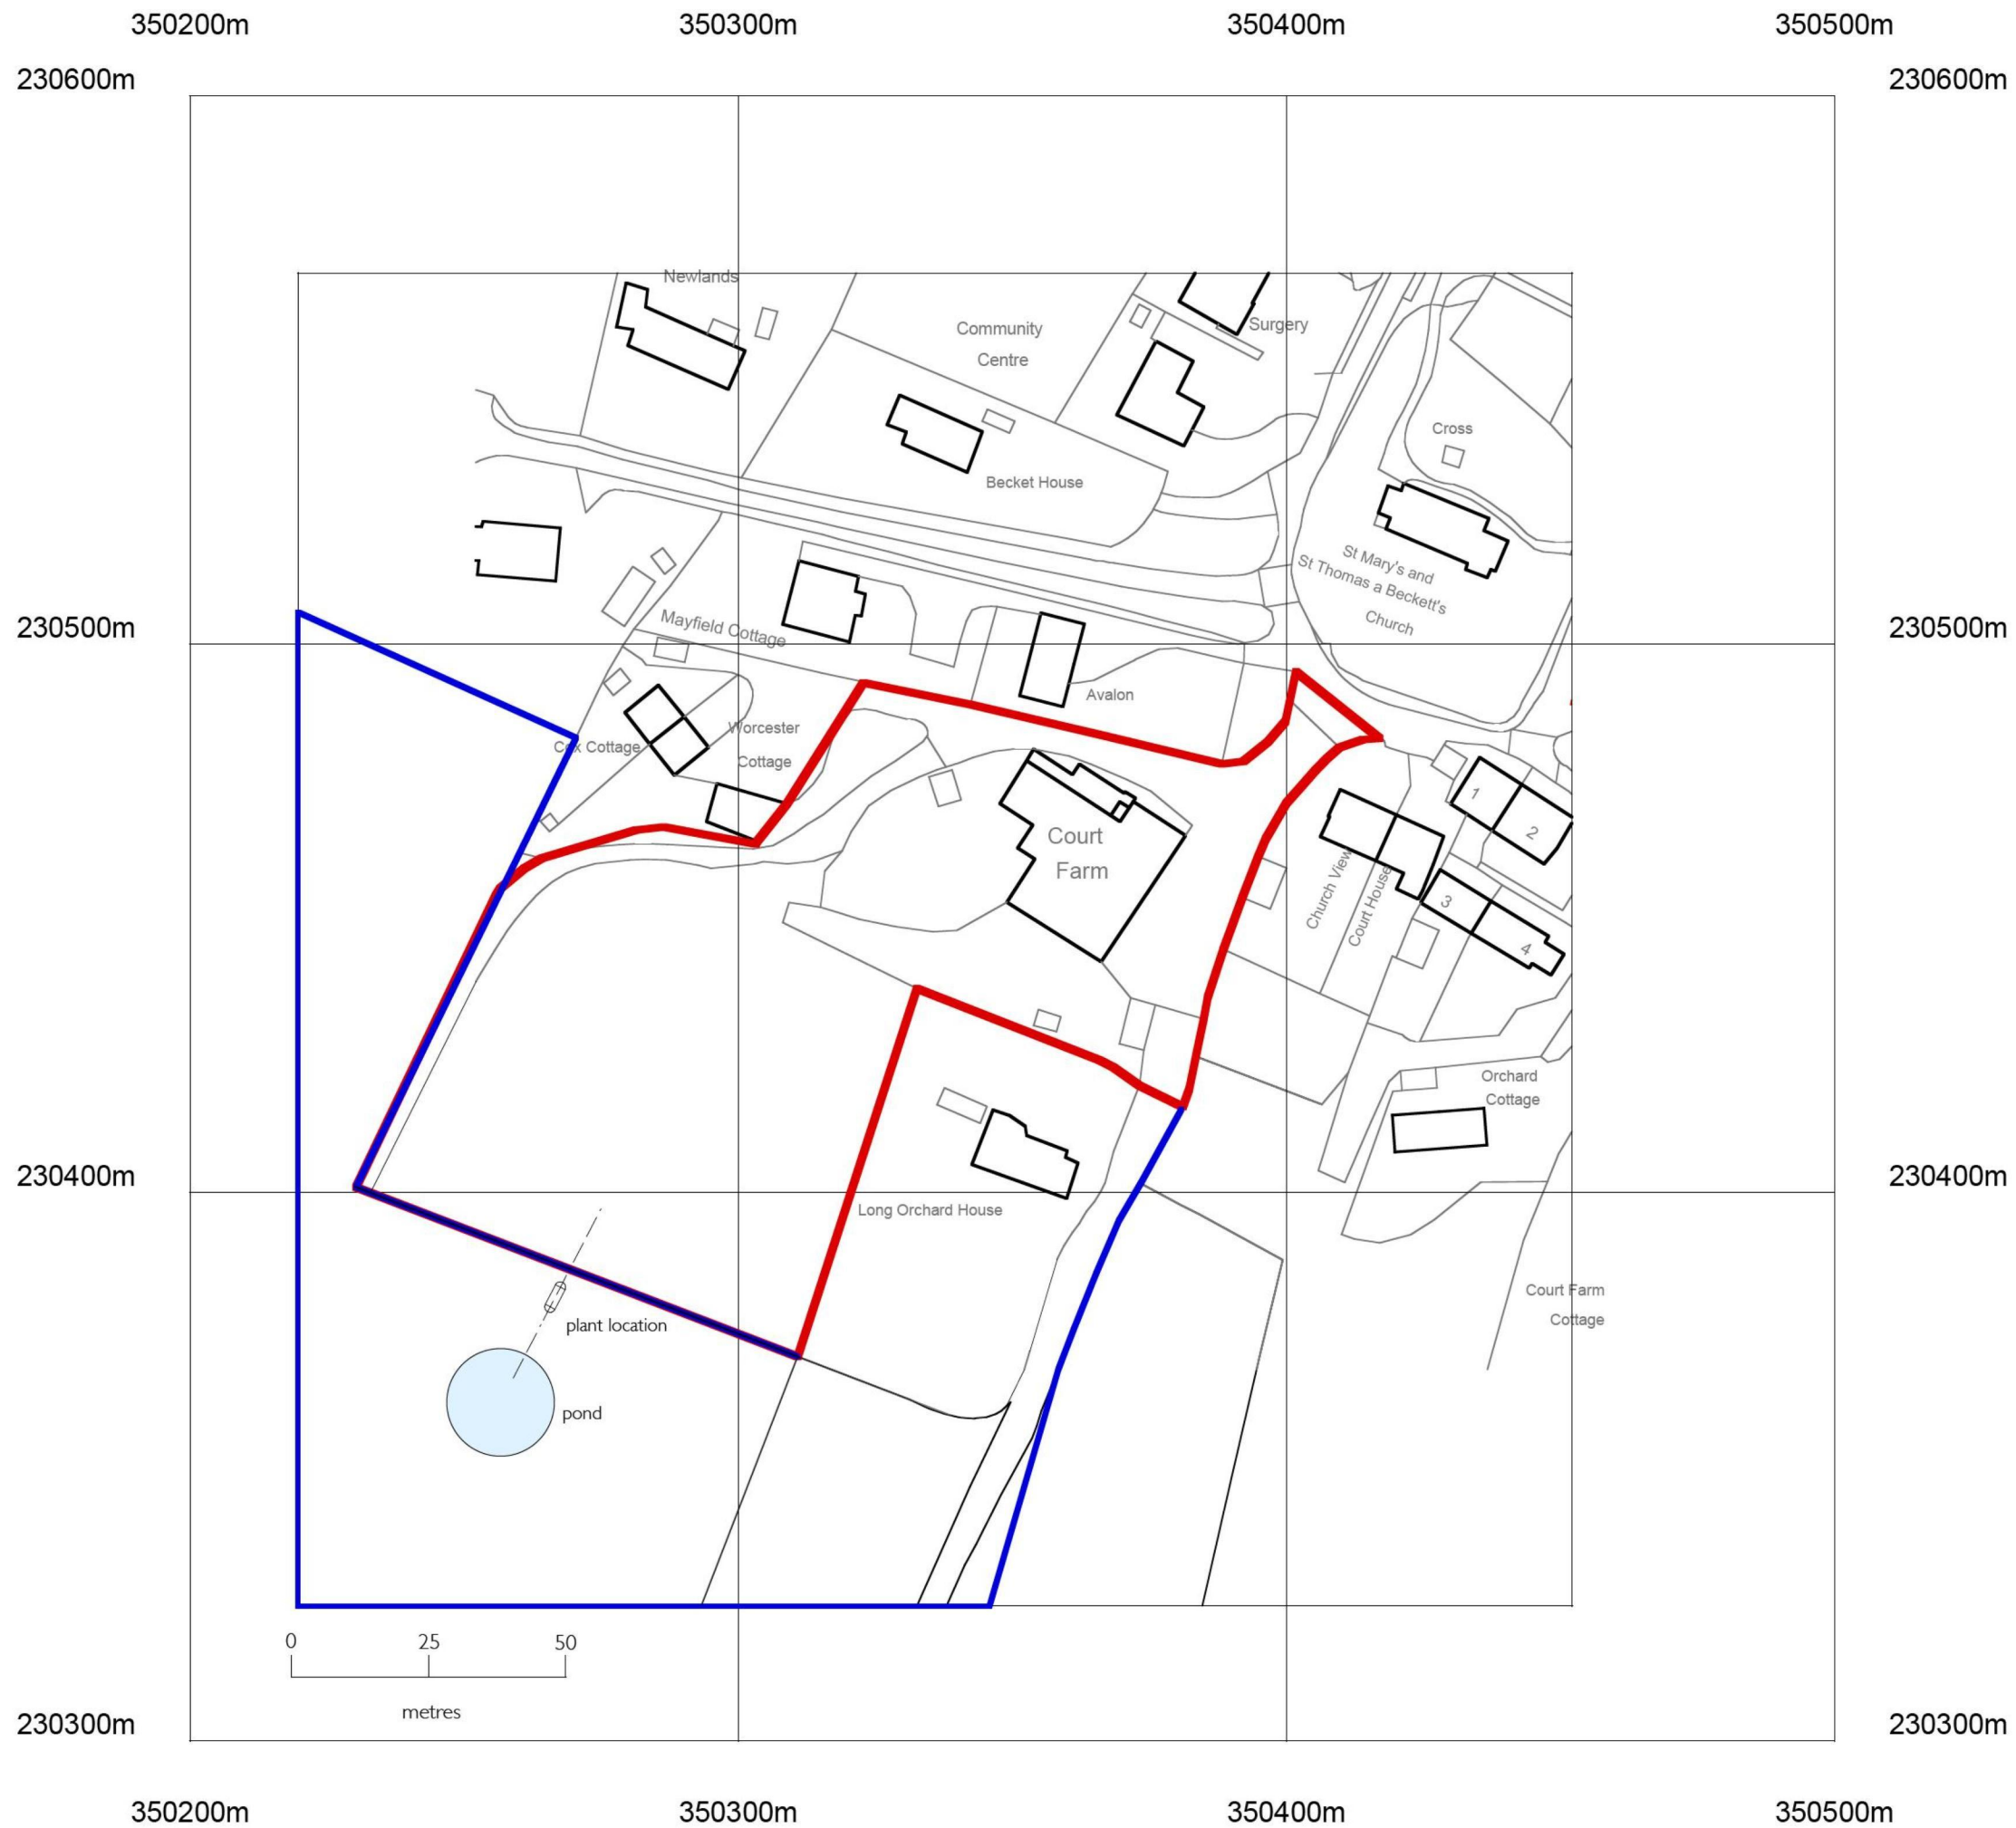 350200m 350300m 350400m 350500m
230600m 230600m
Newlands
Surgery
Community
Centre
Cross
Becket House
St Mary's and
St Thomas a Beckett's
Church
Mayfield Cottage
230500m 230500m
Avalon
Worcester
Cottage
Cox Cottage
1
2
Court
Farm
Church View
Court House
3
4
Orchard
Cottage
230400m 230400m
Long Orchard House
Court Farm
Cottage
plant location
pond
0 25 50
metres
230300m 230300m
350200m 350300m 350400m 350500m